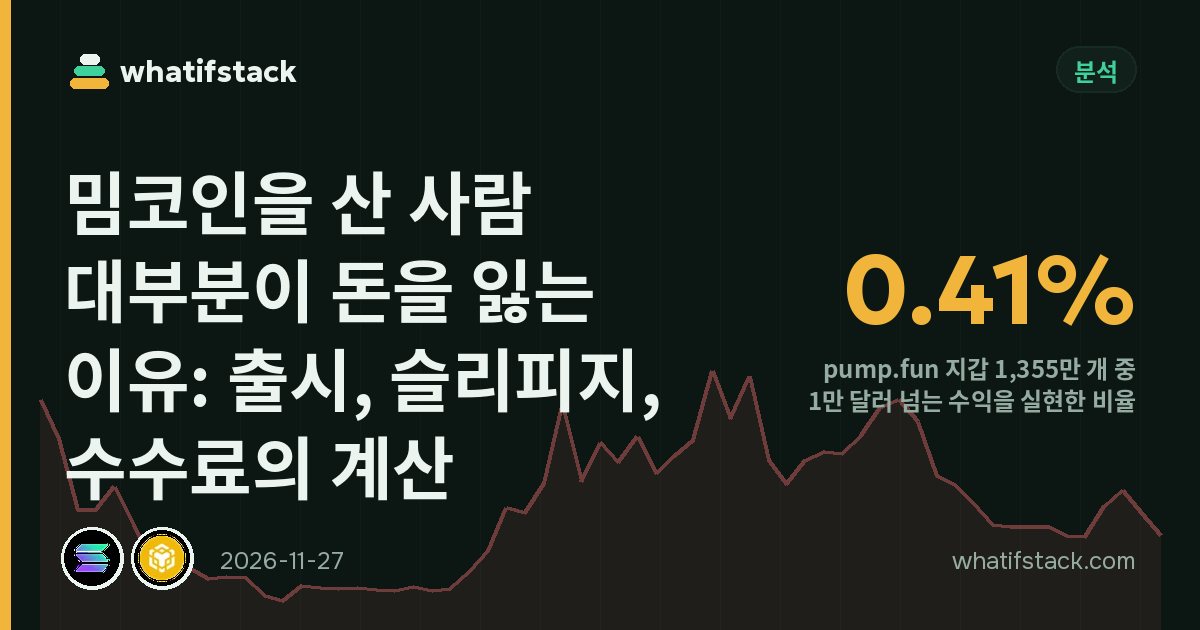 whatifstack
분석
밈코인을 산 사람
대부분이 돈을 잃는
이유: 출시, 슬리피지,
수수료의 계산
0.41%
pump.fun 지갑 1,355만 개 중
1만 달러 넘는 수익을 실현한 비율
2026-11-27
whatifstack.com